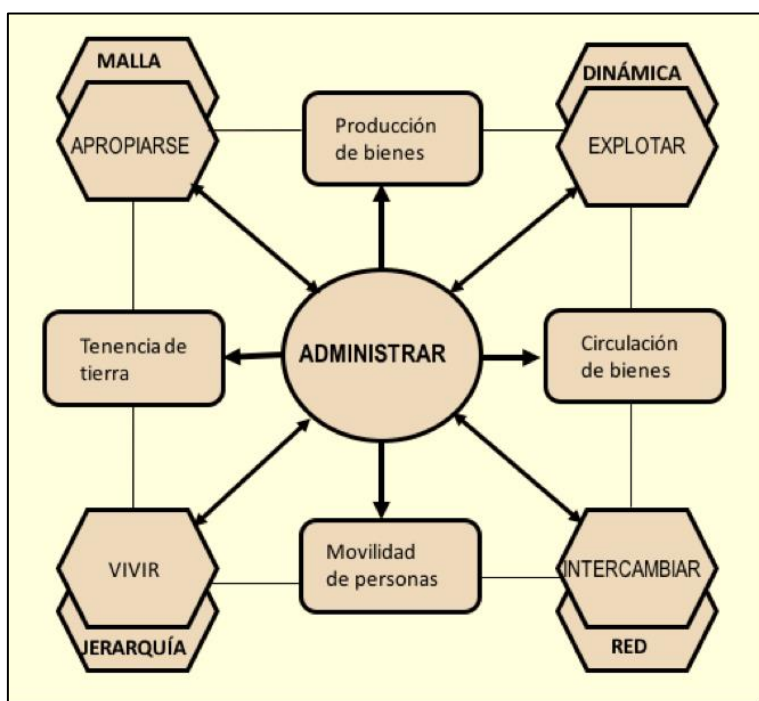 MALLA
APROPIARSE
Producción
de bienes
DINÁMICA
EXPLOTAR
Tenencia de
tierra
ADMINISTRAR
Circulación
de bienes
VIVIR
JERARQUÍA
Movilidad
de personas
INTERCAMBIAR
RED